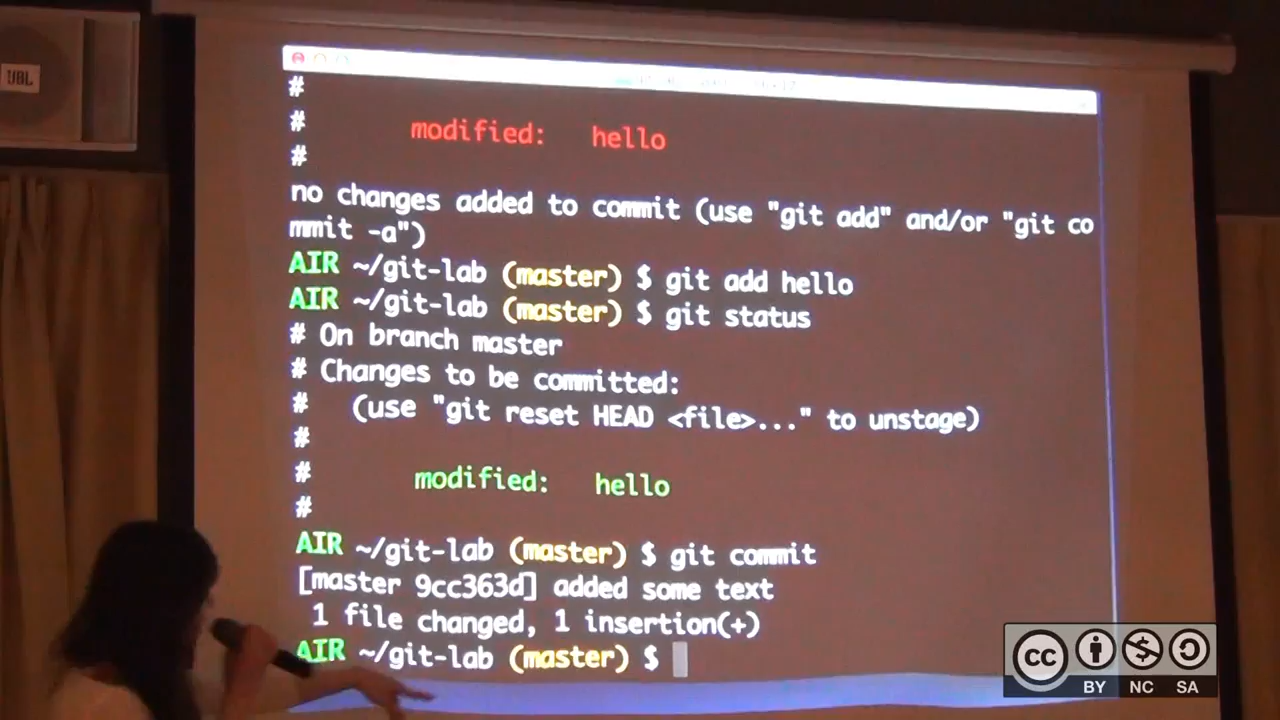 JBL
#
# modified: hello
#
no changes added to commit (use "git add" and/or "git co
mmit -a")
AIR ~/git-lab (master) $ git add hello
AIR ~/git-lab (master) $ git status
# On branch master
# Changes to be committed:
# (use "git reset HEAD <file>..." to unstage)
#
# modified: hello
#
AIR ~/git-lab (master) $ git commit
[master 9cc363d] added some text
1 file changed, 1 insertion(+)
AIR ~/git-lab (master) $
cc
BY NC SA